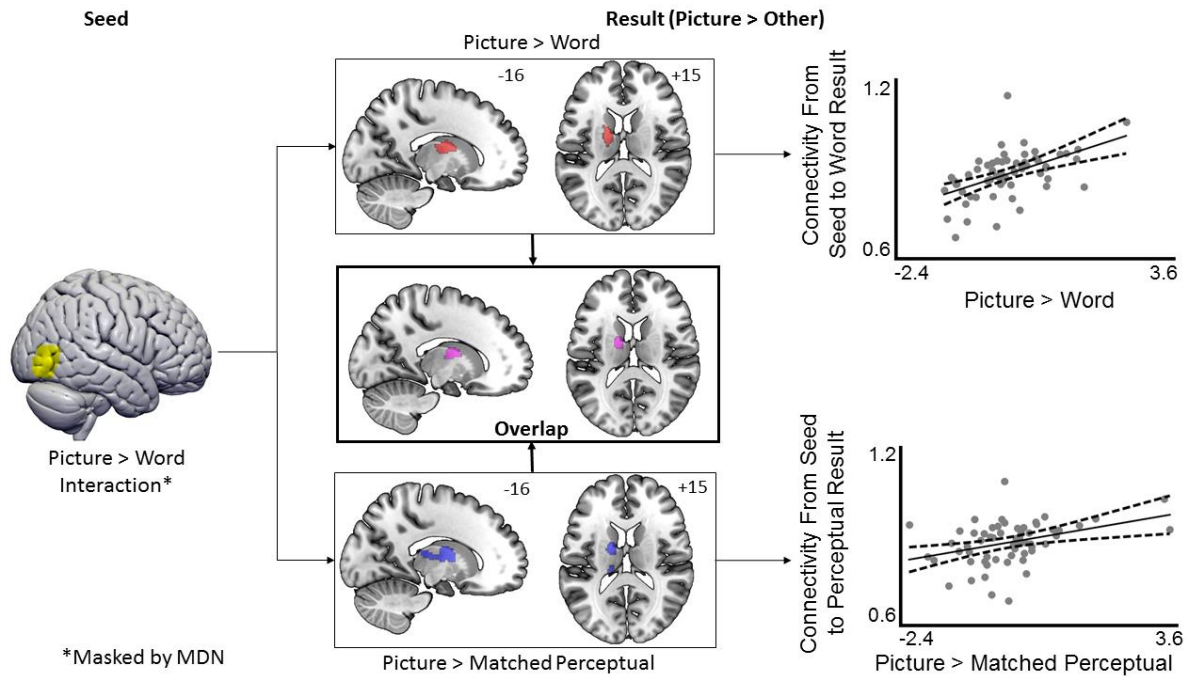 Seed
Result (Picture > Other)
Picture > Word
-16
+15
Connectivity From
Seed to Word Result
1.2
0.6
-2.4
3.6
Picture > Word
Overlap
Picture > Word
Interaction*
-16
+15
Picture > Matched Perceptual
Connectivity From Seed
to Perceptual Result
1.2
0.6
-2.4
3.6
Picture > Matched Perceptual
*Masked by MDN